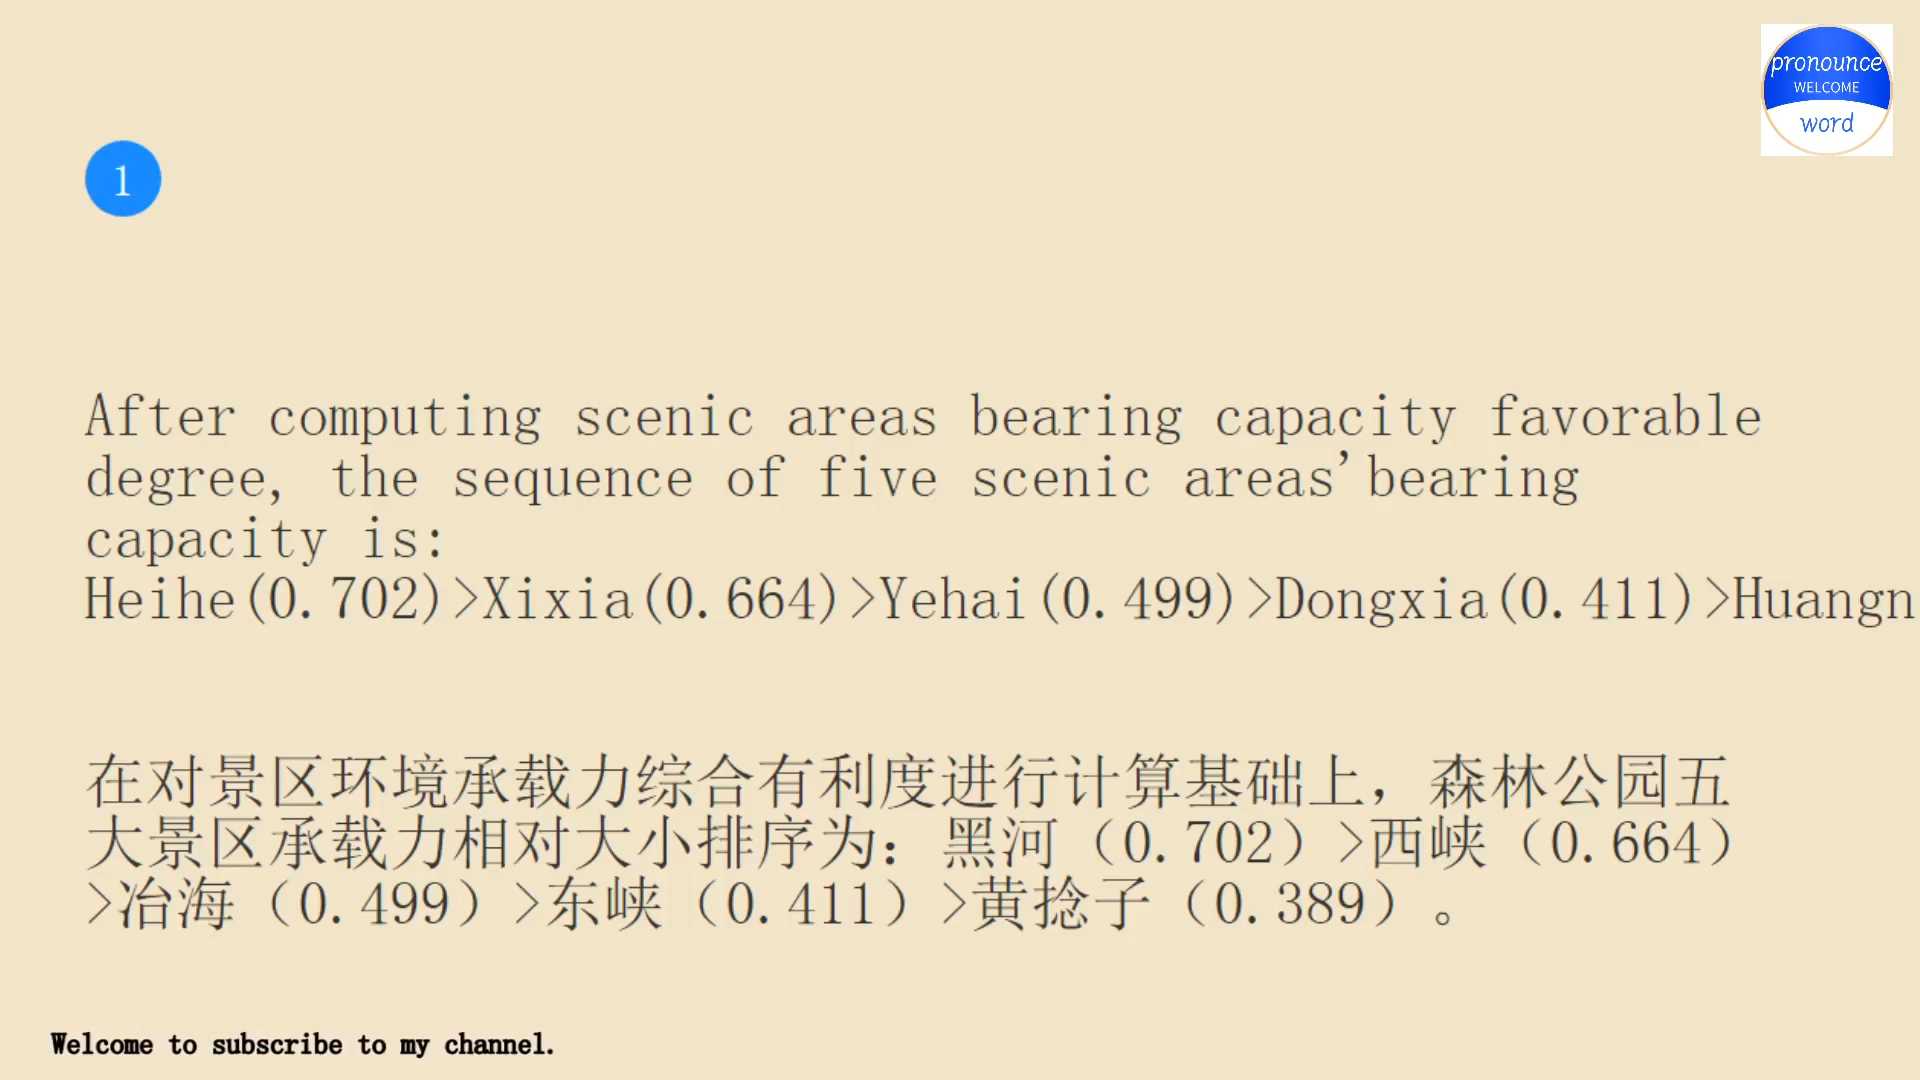 pronounce
WELCOME
word
1
After computing scenic areas bearing capacity favorable
degree, the sequence of five scenic areas'bearing
capacity is:
Heihe(0.702)>Xixia(0.664)>Yehai(0.499)>Dongxia(0.411)>Huangn
在对景区环境承载力综合有利度进行计算基础上，森林公园五
大景区承载力相对大小排序为：黑河（0.702）>西峡（0.664）
>冶海（0.499）>东峡（0.411）>黄捻子（0.389）。
Welcome to subscribe to my channel.